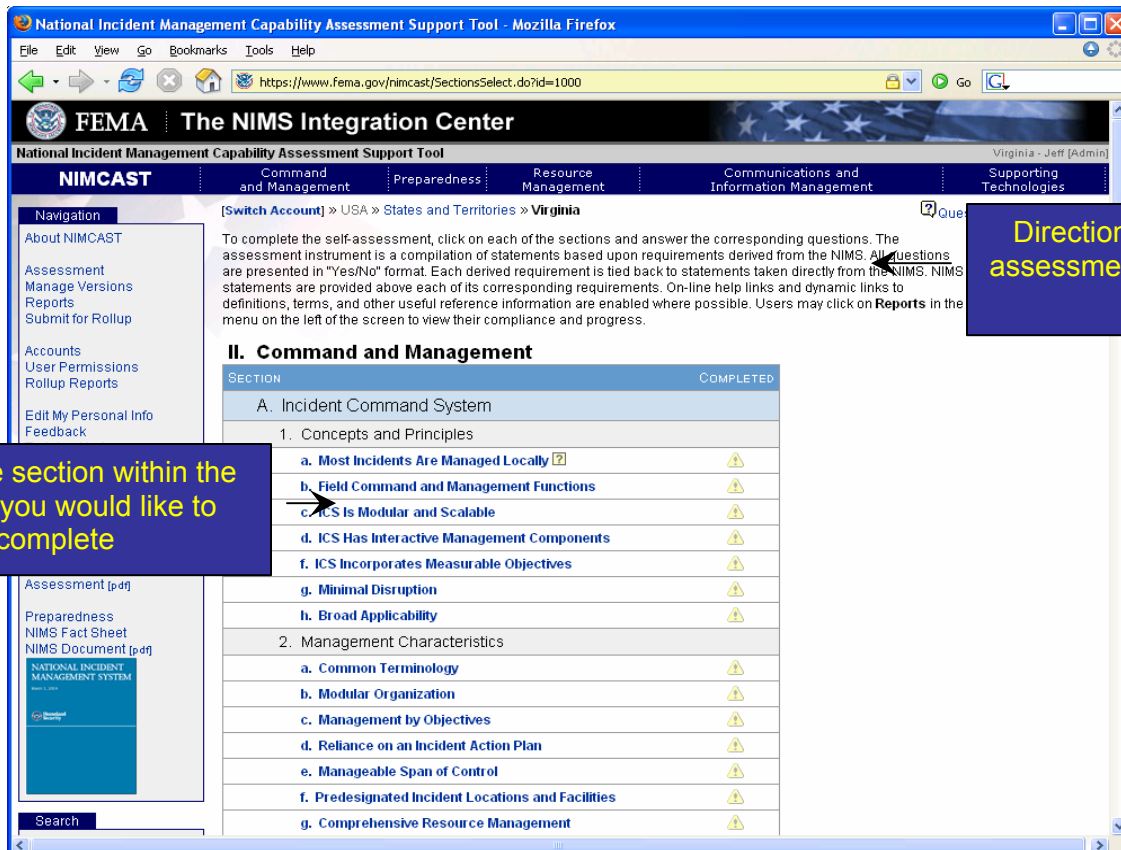 National Incident Management Capability Assessment Support Tool - Mozilla Firefox
File Edit View Go Bookmarks Tools Help
https://www.fema.gov/nimcast/SectionsSelect.do?id=1000 Go G
FEMA The NIMS Integration Center
National Incident Management Capability Assessment Support Tool Virginia - Jeff [Admin]
NIMCAST Command and Management Preparedness Resource Management Communications and Information Management Supporting Technologies
Navigation
About NIMCAST
Assessment
Manage Versions
Reports
Submit for Rollup
Accounts
User Permissions
Rollup Reports
Edit My Personal Info
Feedback
section within the
you would like to
complete
Assessment [pdf]
Preparedness
NIMS Fact Sheet
NIMS Document [pdf]
NATIONAL INCIDENT
MANAGEMENT SYSTEM
March 1, 2004
Homeland
Security
Search
[Switch Account] » USA » States and Territories » Virginia ? Ques
To complete the self-assessment, click on each of the sections and answer the corresponding questions. The
assessment instrument is a compilation of statements based upon requirements derived from the NIMS. All questions
are presented in "Yes/No" format. Each derived requirement is tied back to statements taken directly from the NIMS. NIMS
statements are provided above each of its corresponding requirements. On-line help links and dynamic links to
definitions, terms, and other useful reference information are enabled where possible. Users may click on Reports in the
menu on the left of the screen to view their compliance and progress.
Direction
assessme
II. Command and Management
SECTION COMPLETED
A. Incident Command System
1. Concepts and Principles
a. Most Incidents Are Managed Locally ?
b. Field Command and Management Functions
c. ICS Is Modular and Scalable
d. ICS Has Interactive Management Components
f. ICS Incorporates Measurable Objectives
g. Minimal Disruption
h. Broad Applicability
2. Management Characteristics
a. Common Terminology
b. Modular Organization
c. Management by Objectives
d. Reliance on an Incident Action Plan
e. Manageable Span of Control
f. Predesignated Incident Locations and Facilities
g. Comprehensive Resource Management